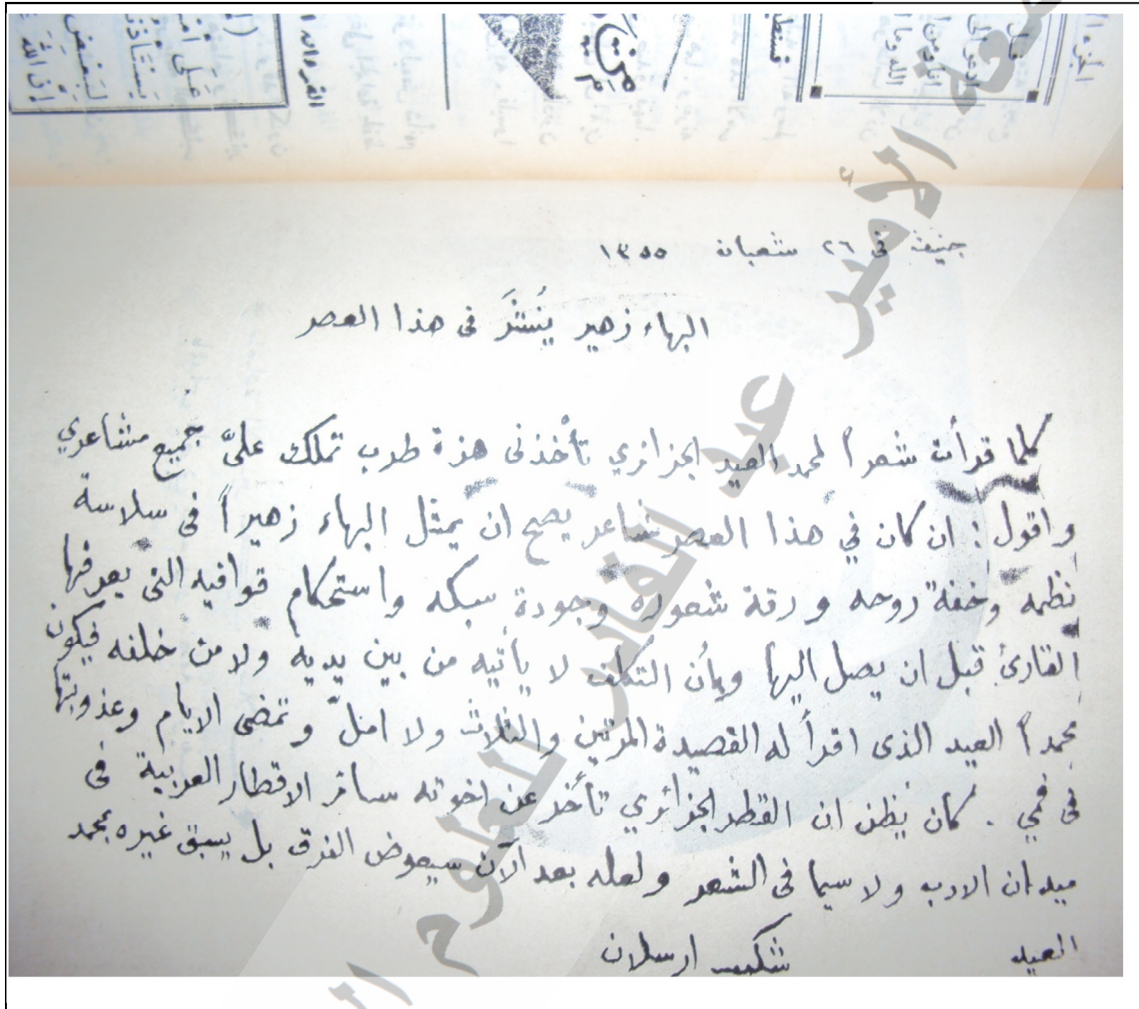 جنيف في ٢٦ شعبان ١٣٥٥
البهاء زهير يُنشَرُ في هذا العصر
كلما قرأت شعراً لمحمد العيد الجزائري تأخذني هزة طرب تملك عليّ جميع مشاعري
واقول : ان كان في هذا العصر شاعر يصح ان يمثل البهاء زهيراً في سلاسة
نظمه وخفة روحه ورقة شعوره وجودة سبكه واستحكام قوافيه التي يعرفها
القارئ قبل ان يصل اليها وبأن التكلف لا يأتيه من بين يديه ولا من خلفه فيكون
محمداً العيد الذي اقرأ له القصيدة المرتين والثلاث ولا املّ وتمضي الايام وعذوبتها
في فمي . كان يظن ان القطر الجزائري تأخر عن اخوته سائر الاقطار العربية في
ميدان الادب ولا سيما في الشعر ولعله بعد الآن سيعوض الفرق بل يسبق غيره بمحمد
العيد
شكيب ارسلان